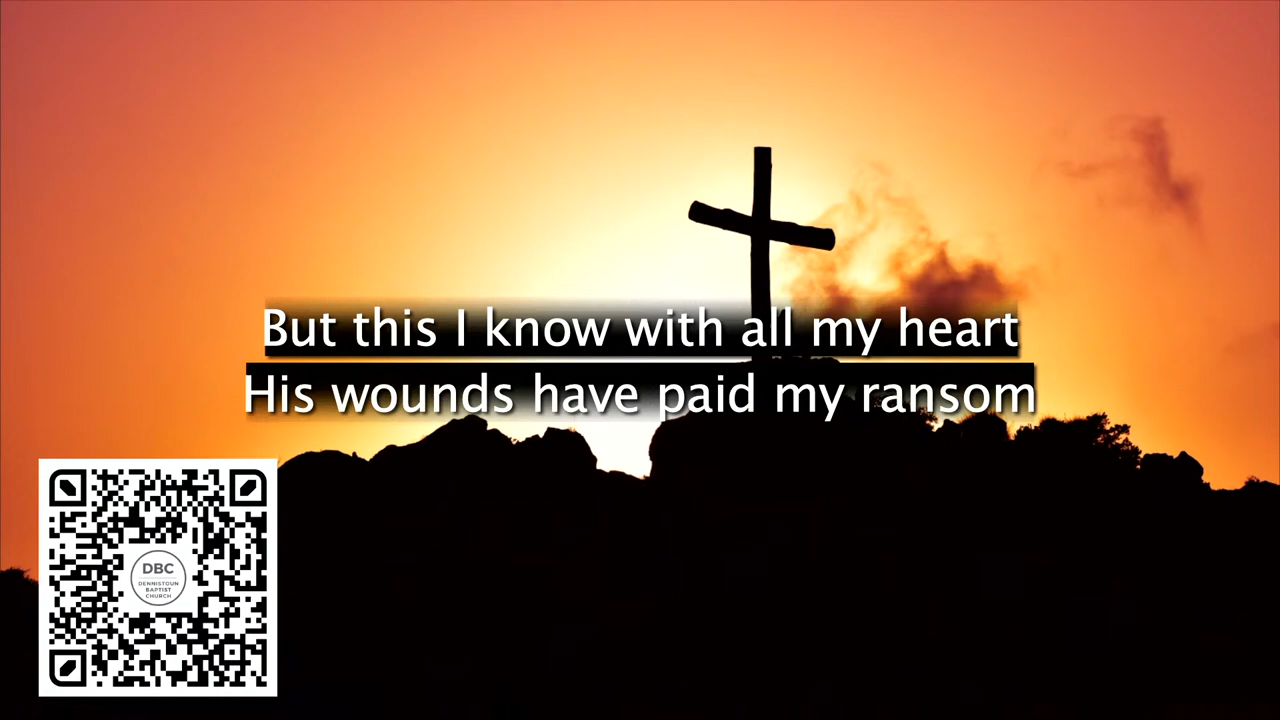 But this I know with all my heart
His wounds have paid my ransom
DBC
DENNISTOUN
BAPTIST
CHURCH